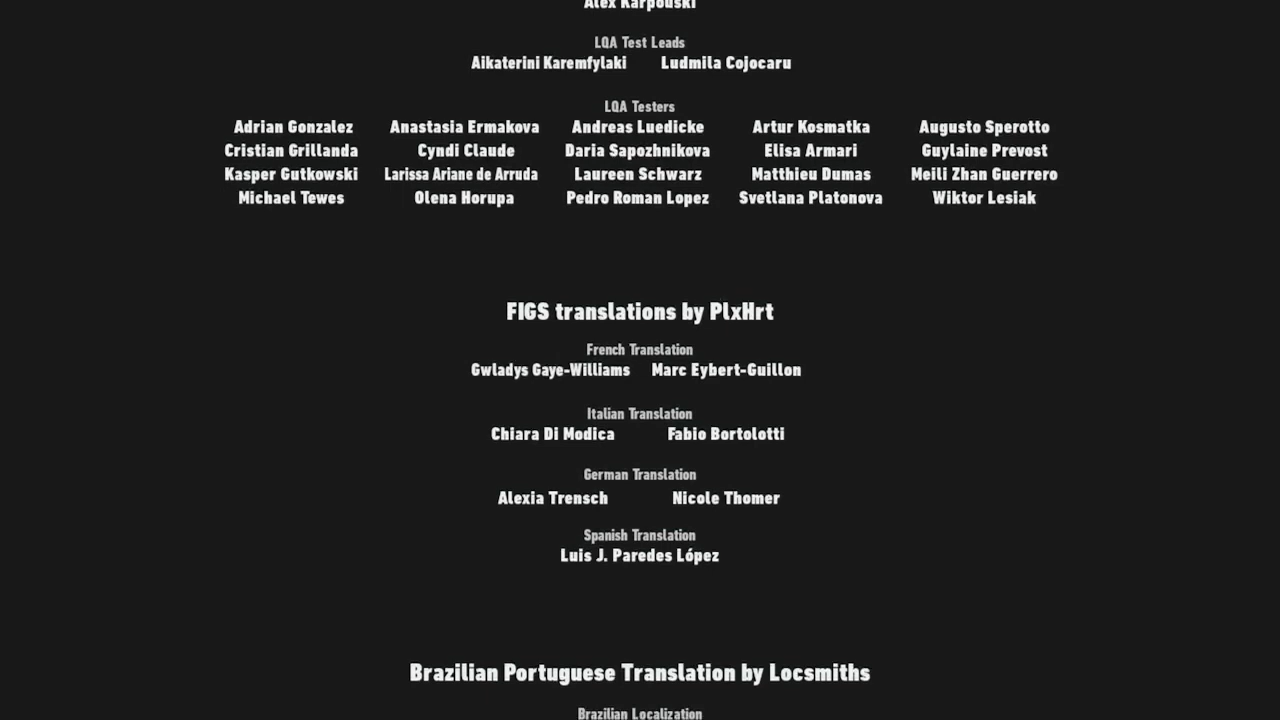 Alex Karpouski
LQA Test Leads
Aikaterini Karemfylaki Ludmila Cojocaru
LQA Testers
Adrian Gonzalez Anastasia Ermakova Andreas Luedicke Artur Kosmatka Augusto Sperotto
Cristian Grillanda Cyndi Claude Daria Sapozhnikova Elisa Armari Guylaine Prevost
Kasper Gutkowski Larissa Ariane de Arruda Laureen Schwarz Matthieu Dumas Meili Zhan Guerrero
Michael Tewes Olena Horupa Pedro Roman Lopez Svetlana Platonova Wiktor Lesiak
FIGS translations by PlxHrt
French Translation
Gwladys Gaye-Williams Marc Eybert-Guillon
Italian Translation
Chiara Di Modica Fabio Bortolotti
German Translation
Alexia Trensch Nicole Thomer
Spanish Translation
Luis J. Paredes López
Brazilian Portuguese Translation by Locsmiths
Brazilian Localization